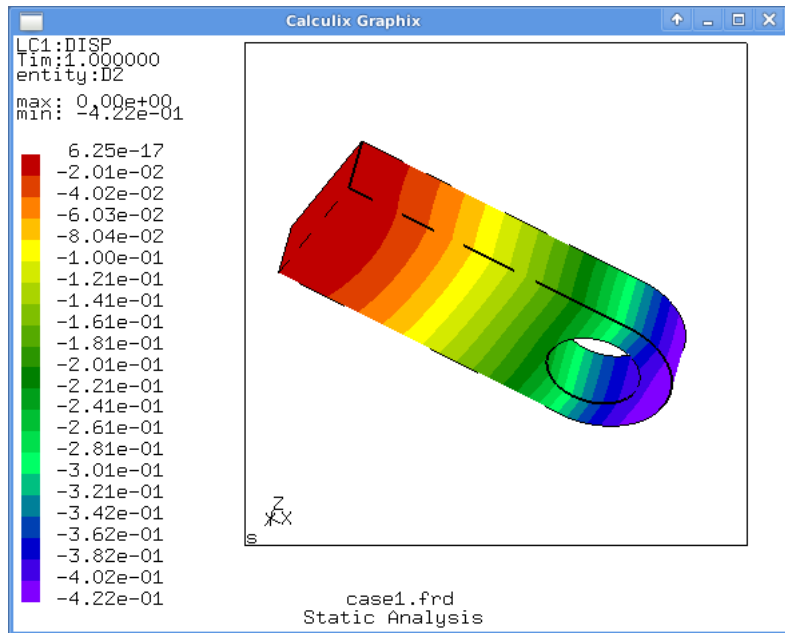 Calculix Graphix
LC1:DISP
Tim:1.000000
entity:D2
max: 0.00e+00
min: -4.22e-01
6.25e-17
-2.01e-02
-4.02e-02
-6.03e-02
-8.04e-02
-1.00e-01
-1.21e-01
-1.41e-01
-1.61e-01
-1.81e-01
-2.01e-01
-2.21e-01
-2.41e-01
-2.61e-01
-2.81e-01
-3.01e-01
-3.21e-01
-3.42e-01
-3.62e-01
-3.82e-01
-4.02e-01
-4.22e-01
Z
X
s
case1.frd
Static Analysis